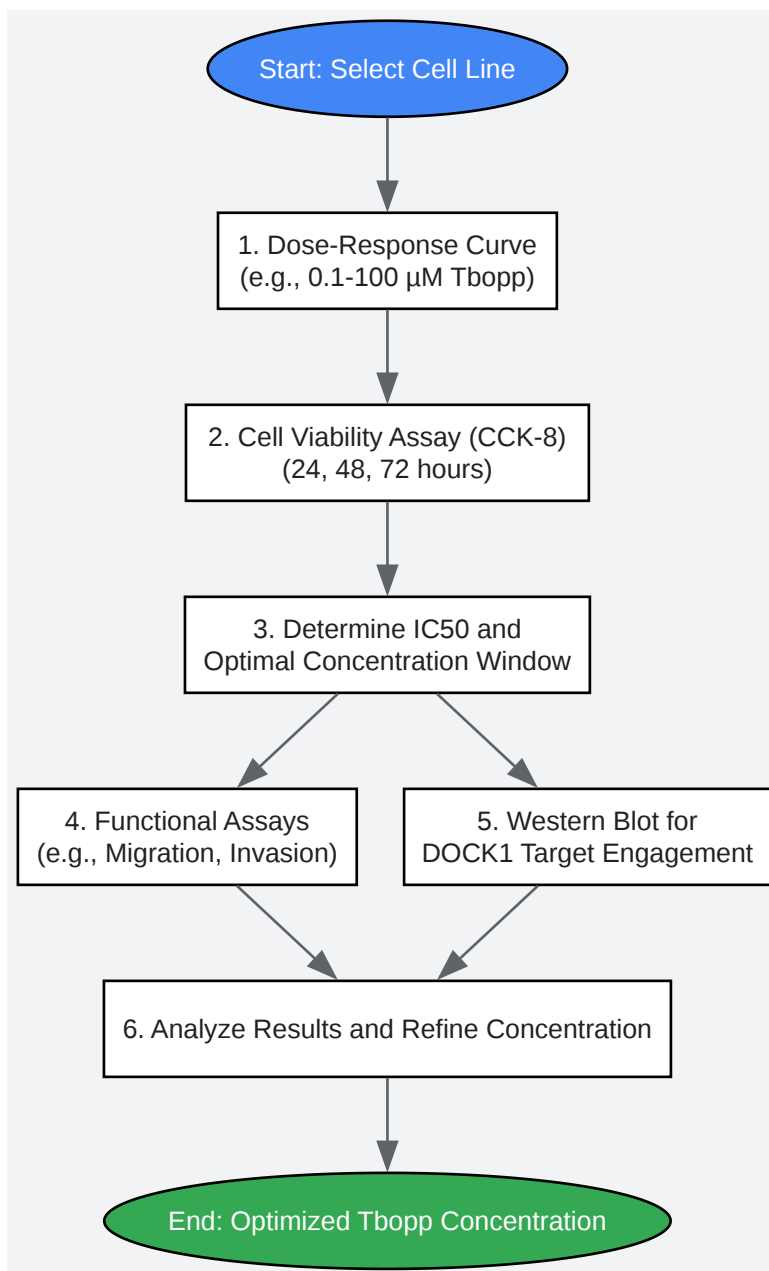 Start: Select Cell Line
1. Dose-Response Curve
(e.g., 0.1-100 µM Tbopp)
2. Cell Viability Assay (CCK-8)
(24, 48, 72 hours)
3. Determine IC50 and
Optimal Concentration Window
4. Functional Assays
(e.g., Migration, Invasion)
5. Western Blot for
DOCK1 Target Engagement
6. Analyze Results and Refine Concentration
End: Optimized Tbopp Concentration